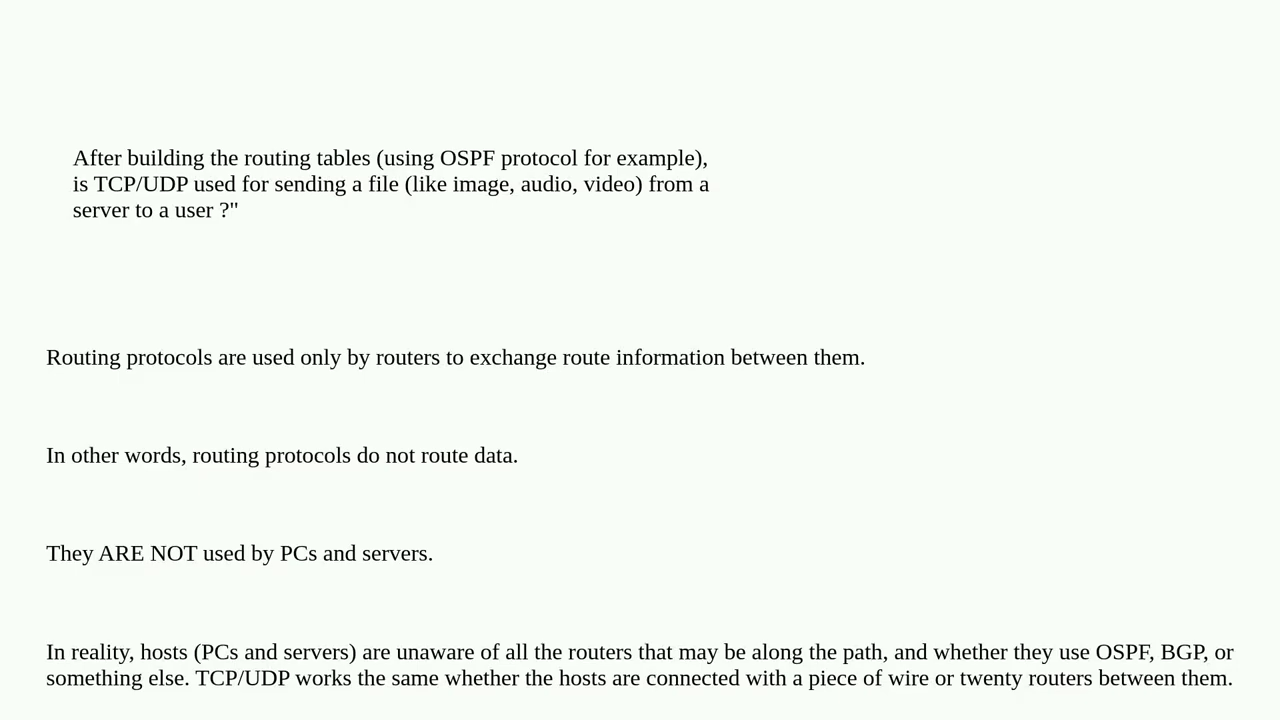 After building the routing tables (using OSPF protocol for example),
is TCP/UDP used for sending a file (like image, audio, video) from a
server to a user ?"
Routing protocols are used only by routers to exchange route information between them.
In other words, routing protocols do not route data.
They ARE NOT used by PCs and servers.
In reality, hosts (PCs and servers) are unaware of all the routers that may be along the path, and whether they use OSPF, BGP, or
something else. TCP/UDP works the same whether the hosts are connected with a piece of wire or twenty routers between them.